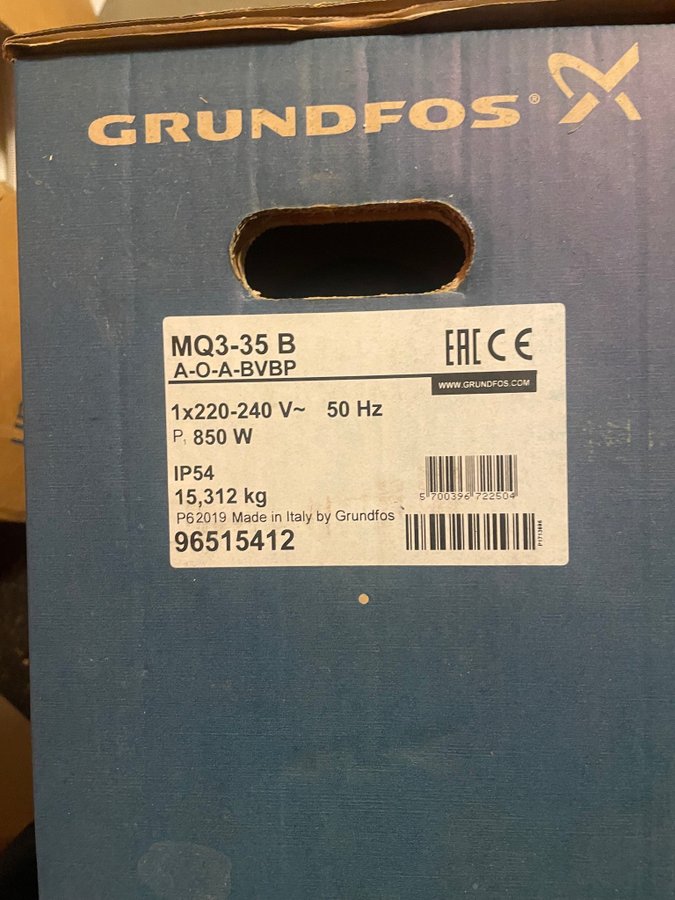 GRUNDFOS®
MQ3-35 B
A-O-A-BVBP
EAC CE
WWW.GRUNDFOS.COM
1x220-240 V~ 50 Hz
P₁ 850 W
IP54
15,312 kg
5 700396 722504
P62019 Made in Italy by Grundfos
96515412